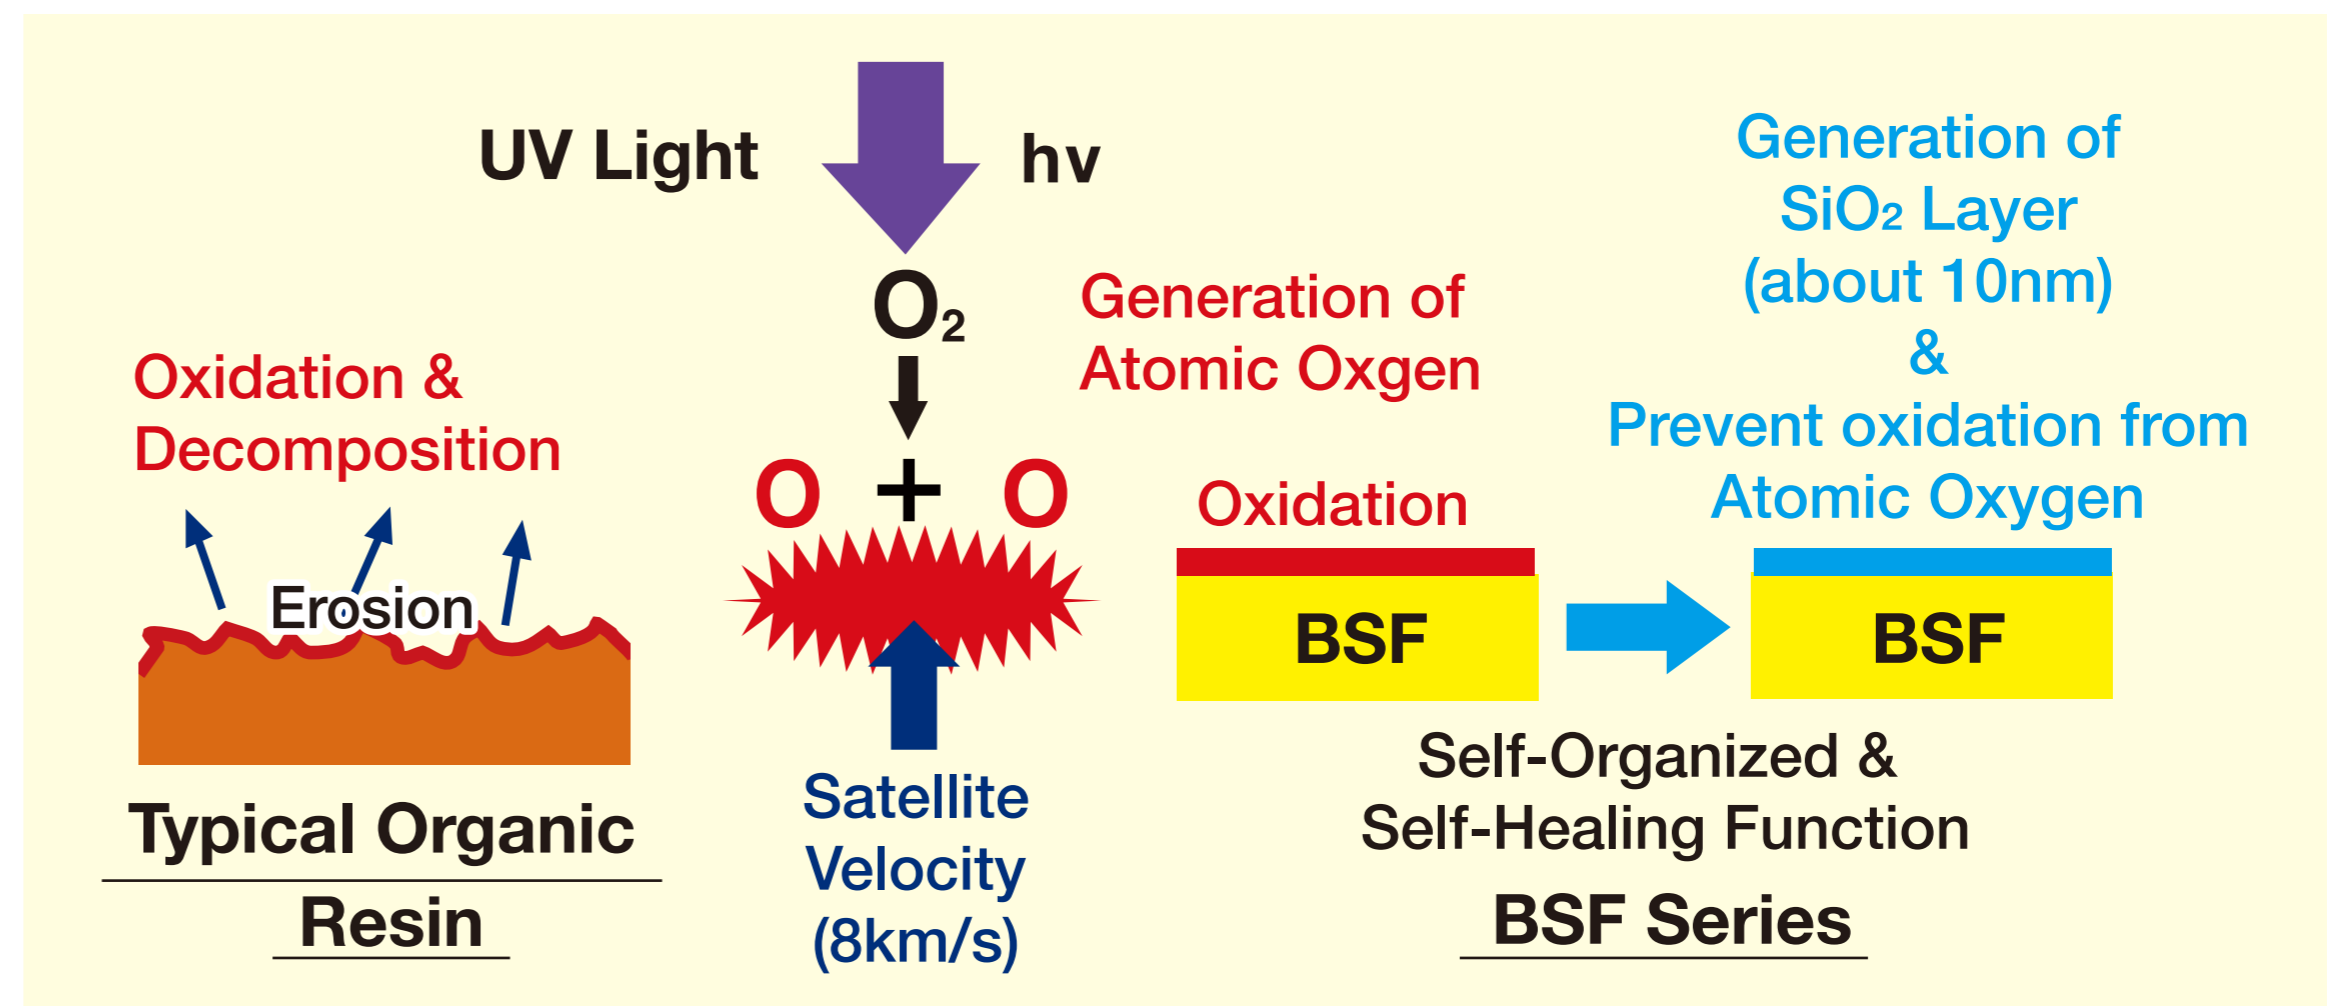 UV Light
hv
O₂
Generation of
Atomic Oxgen
O + O
Satellite
Velocity
(8km/s)
Oxidation &
Decomposition
Erosion
Typical Organic
Resin
Oxidation
BSF
Generation of
SiO₂ Layer
(about 10nm)
&
Prevent oxidation from
Atomic Oxygen
BSF
Self-Organized &
Self-Healing Function
BSF Series